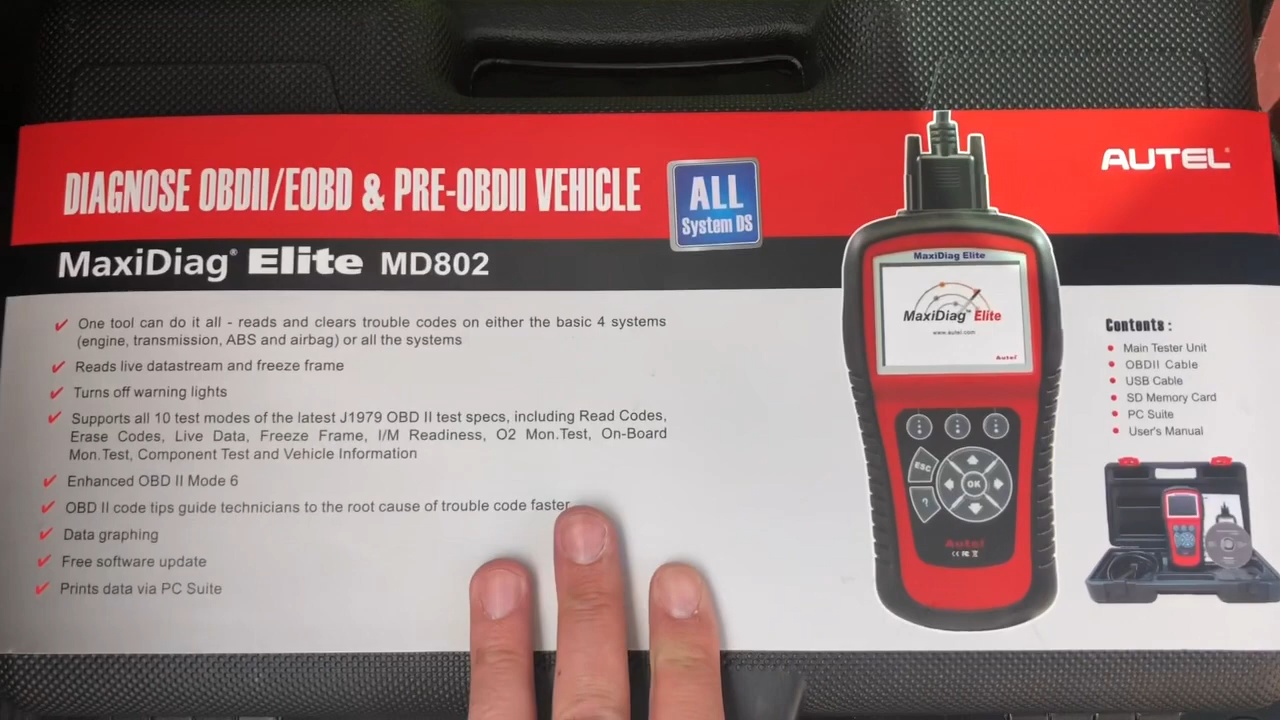 DIAGNOSE OBDII/EOBD & PRE-OBDII VEHICLE
ALL
System DS
AUTEL®
MaxiDiag® Elite MD802
One tool can do it all - reads and clears trouble codes on either the basic 4 systems
(engine, transmission, ABS and airbag) or all the systems
Reads live datastream and freeze frame
Turns off warning lights
Supports all 10 test modes of the latest J1979 OBD II test specs, including Read Codes,
Erase Codes, Live Data, Freeze Frame, I/M Readiness, O2 Mon.Test, On-Board
Mon.Test, Component Test and Vehicle Information
Enhanced OBD II Mode 6
OBD II code tips guide technicians to the root cause of trouble code faster
Data graphing
Free software update
Prints data via PC Suite
MaxiDiag Elite
MaxiDiag™ Elite
www.autel.com
Autel
ESC
OK
?
Autel
CE FC
Contents :
Main Tester Unit
OBDII Cable
USB Cable
SD Memory Card
PC Suite
User's Manual